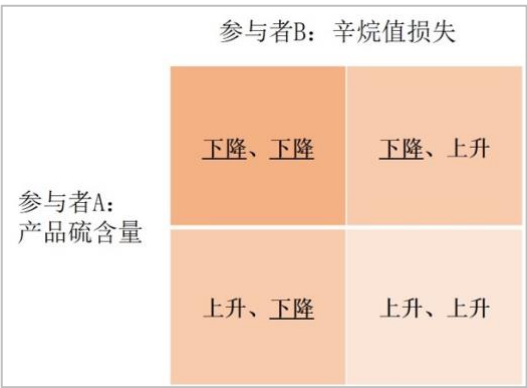 参与者B：辛烷值损失
下降、下降
下降、上升
参与者A：
产品硫含量
上升、下降
上升、上升